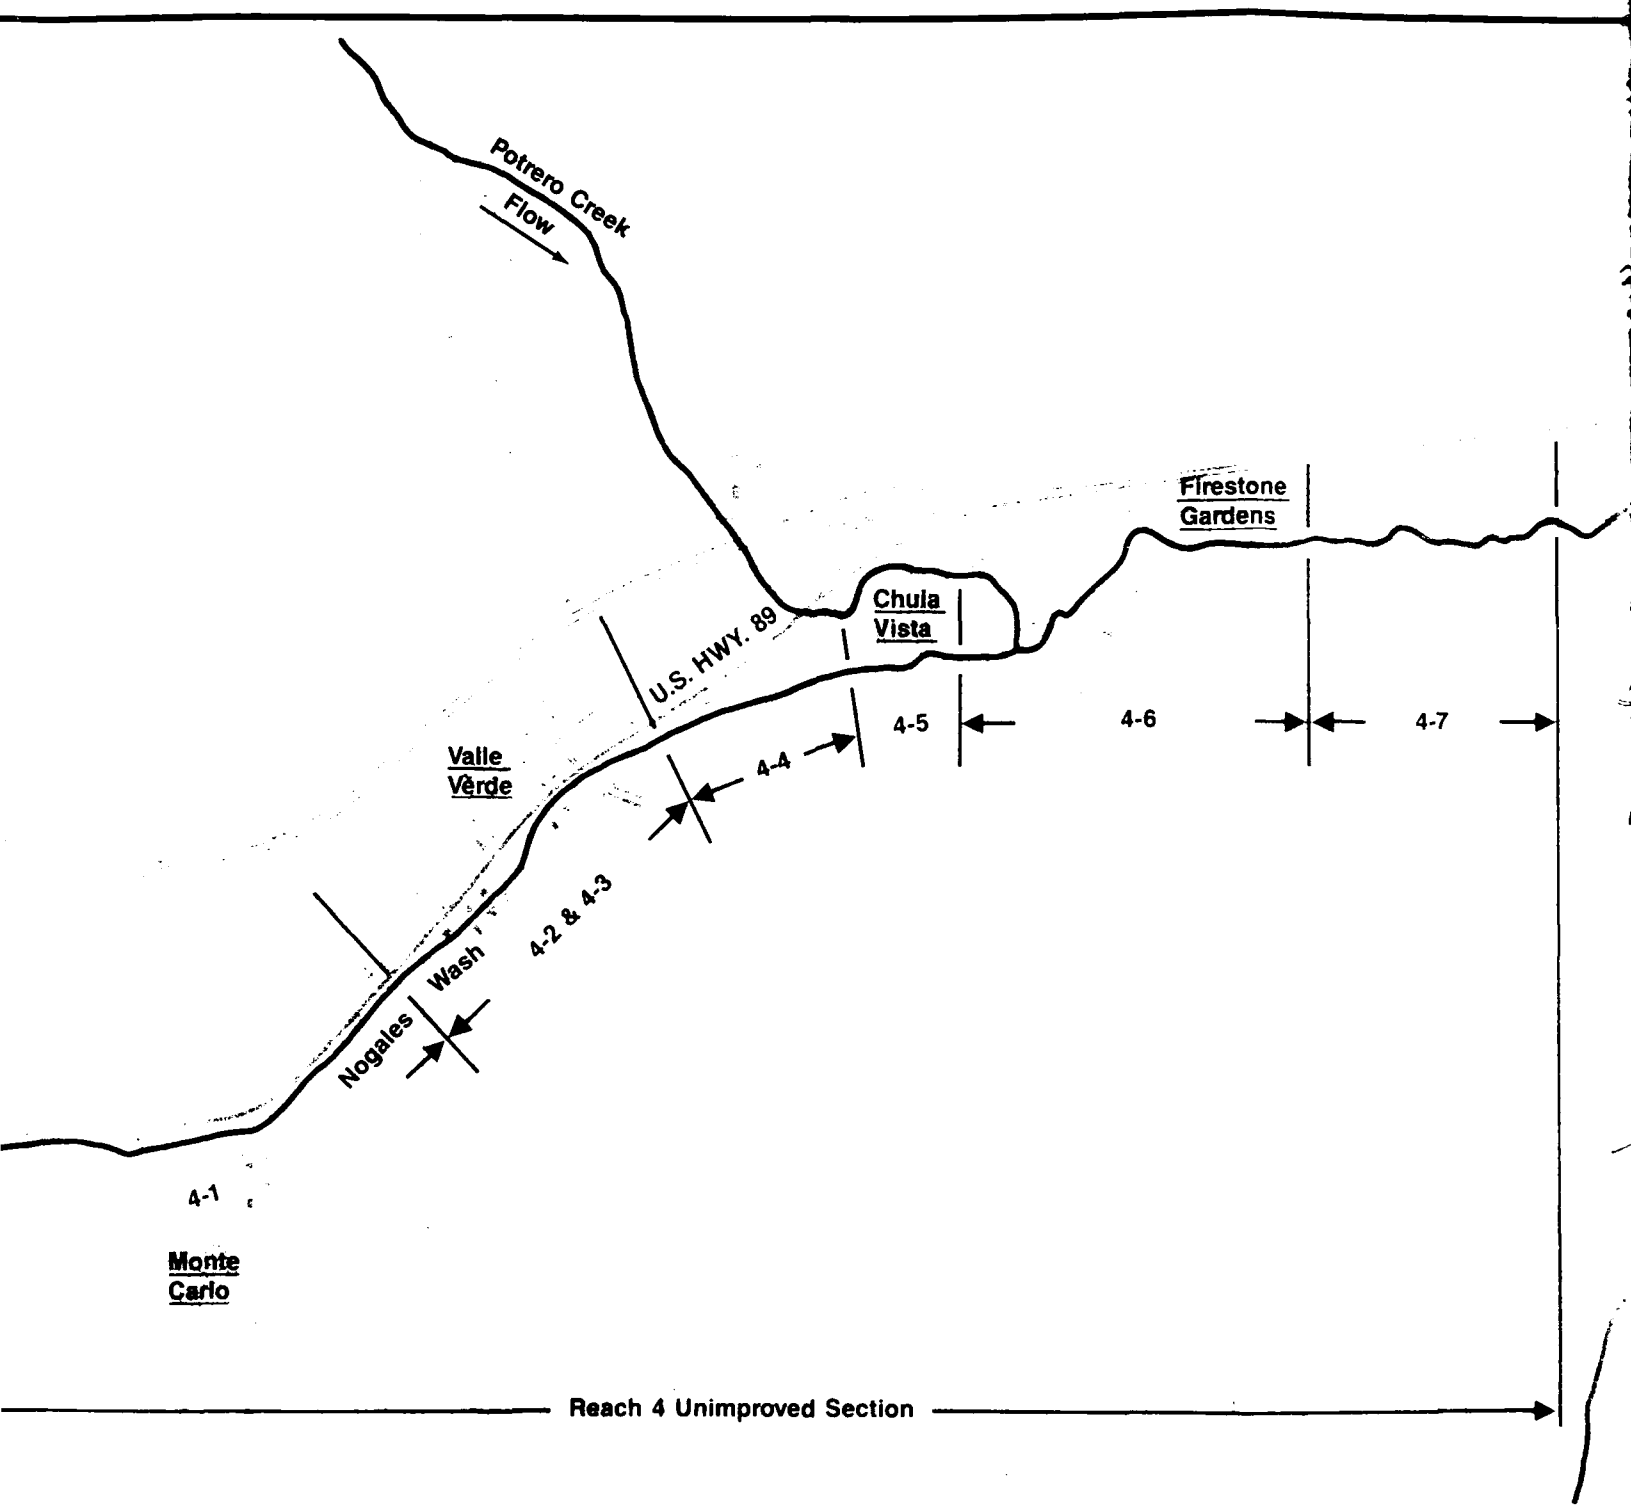 Potrero Creek
Flow
Firestone
Gardens
Chula
Vista
U.S. HWY. 89
4-5
4-6
4-7
4-4
Valle
Verde
4-2 & 4-3
Nogales Wash
4-1
Monte
Carlo
Reach 4 Unimproved Section